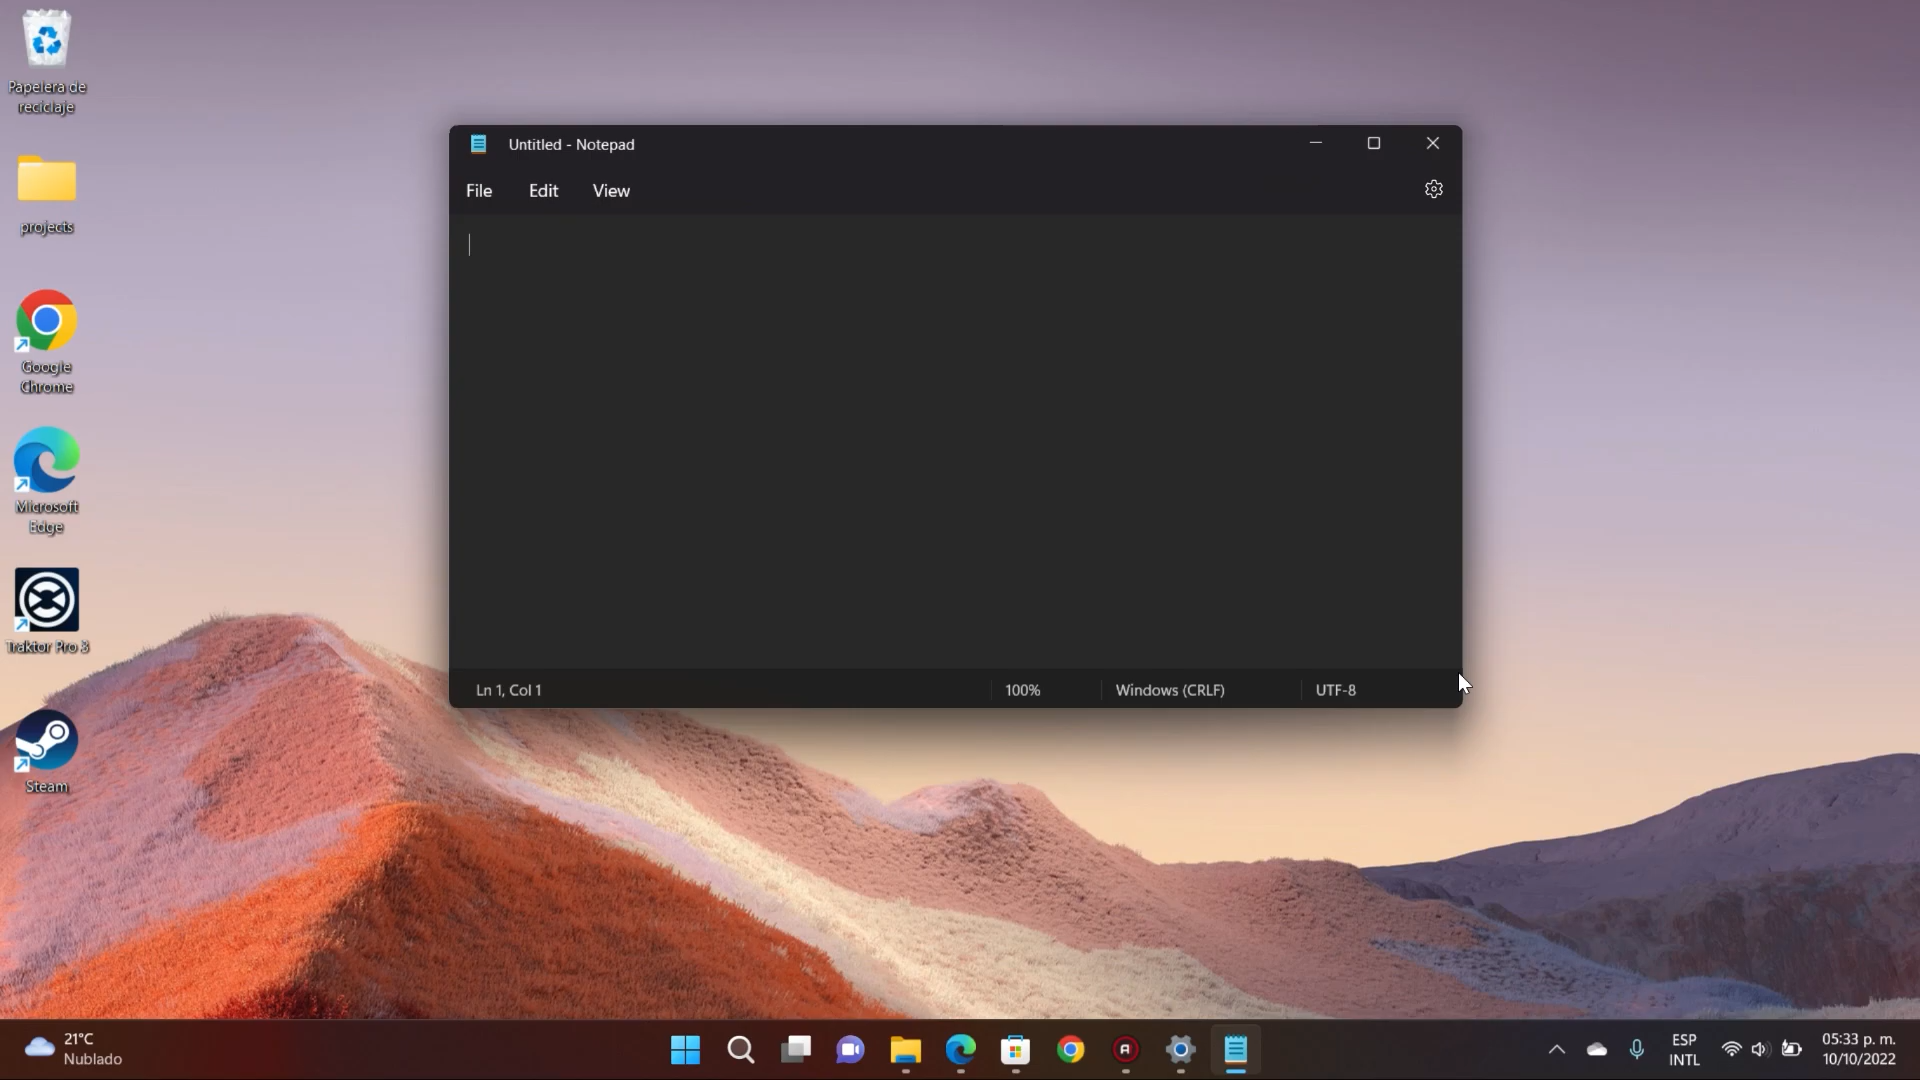 Papelera de
reciclaje
projects
Google
Chrome
Microsoft
Edge
Traktor Pro 3
Steam
Untitled - Notepad
File Edit View
Ln 1, Col 1 100% Windows (CRLF) UTF-8
21°C
Nublado
ESP
INTL
05:33 p. m.
10/10/2022